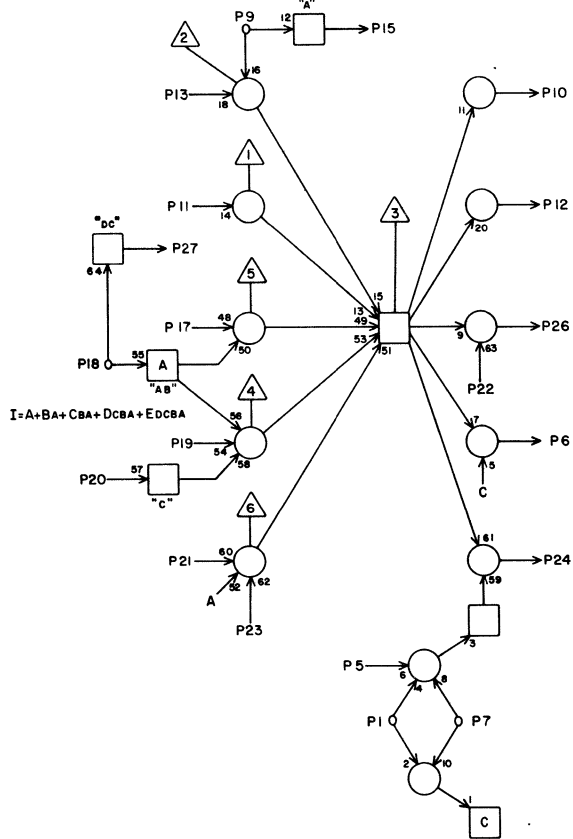 "A"
P9 12 P15
2
16
P13 18 11 P10
1
P11 14 20 P12
3
"DC"
64 P27
5
15
13
P17 48 49 9 P26
50 53 51 63
P18 55 A P22
"AB"
4
I=A+BA+CBA+DCBA+EDCBA
56 17 P6
P19 54 58 5
P20 57 C
"C"
6
61
P21 60 P24
52 62 59
A
P23
3
P5 6 4 8
P1 P7
2 10
1
C